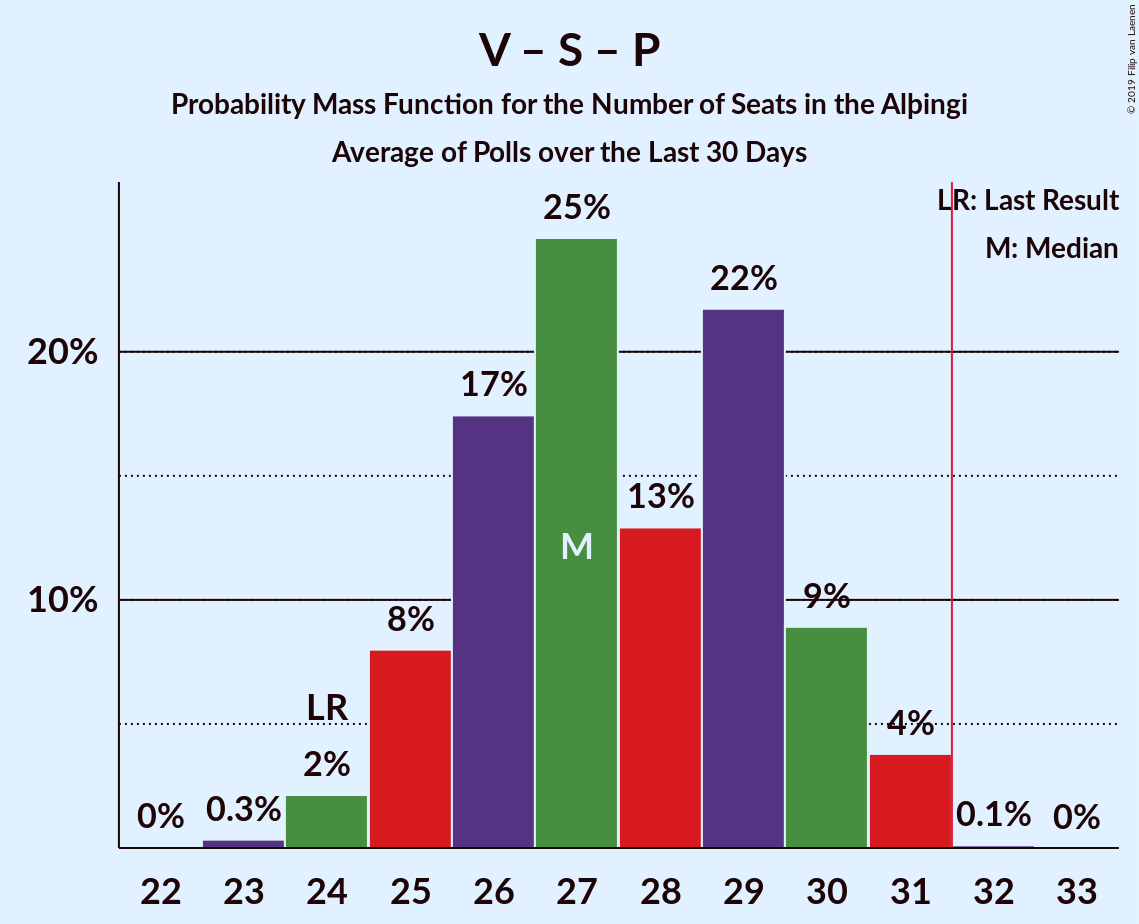 V – S – P
Probability Mass Function for the Number of Seats in the Alþingi
Average of Polls over the Last 30 Days
© 2019 Filip van Laenen
LR: Last Result
M: Median
25%
22%
20%
17%
13%
M
10%
9%
8%
LR
4%
2%
0%
0.3%
0.1%
0%
22 23 24 25 26 27 28 29 30 31 32 33